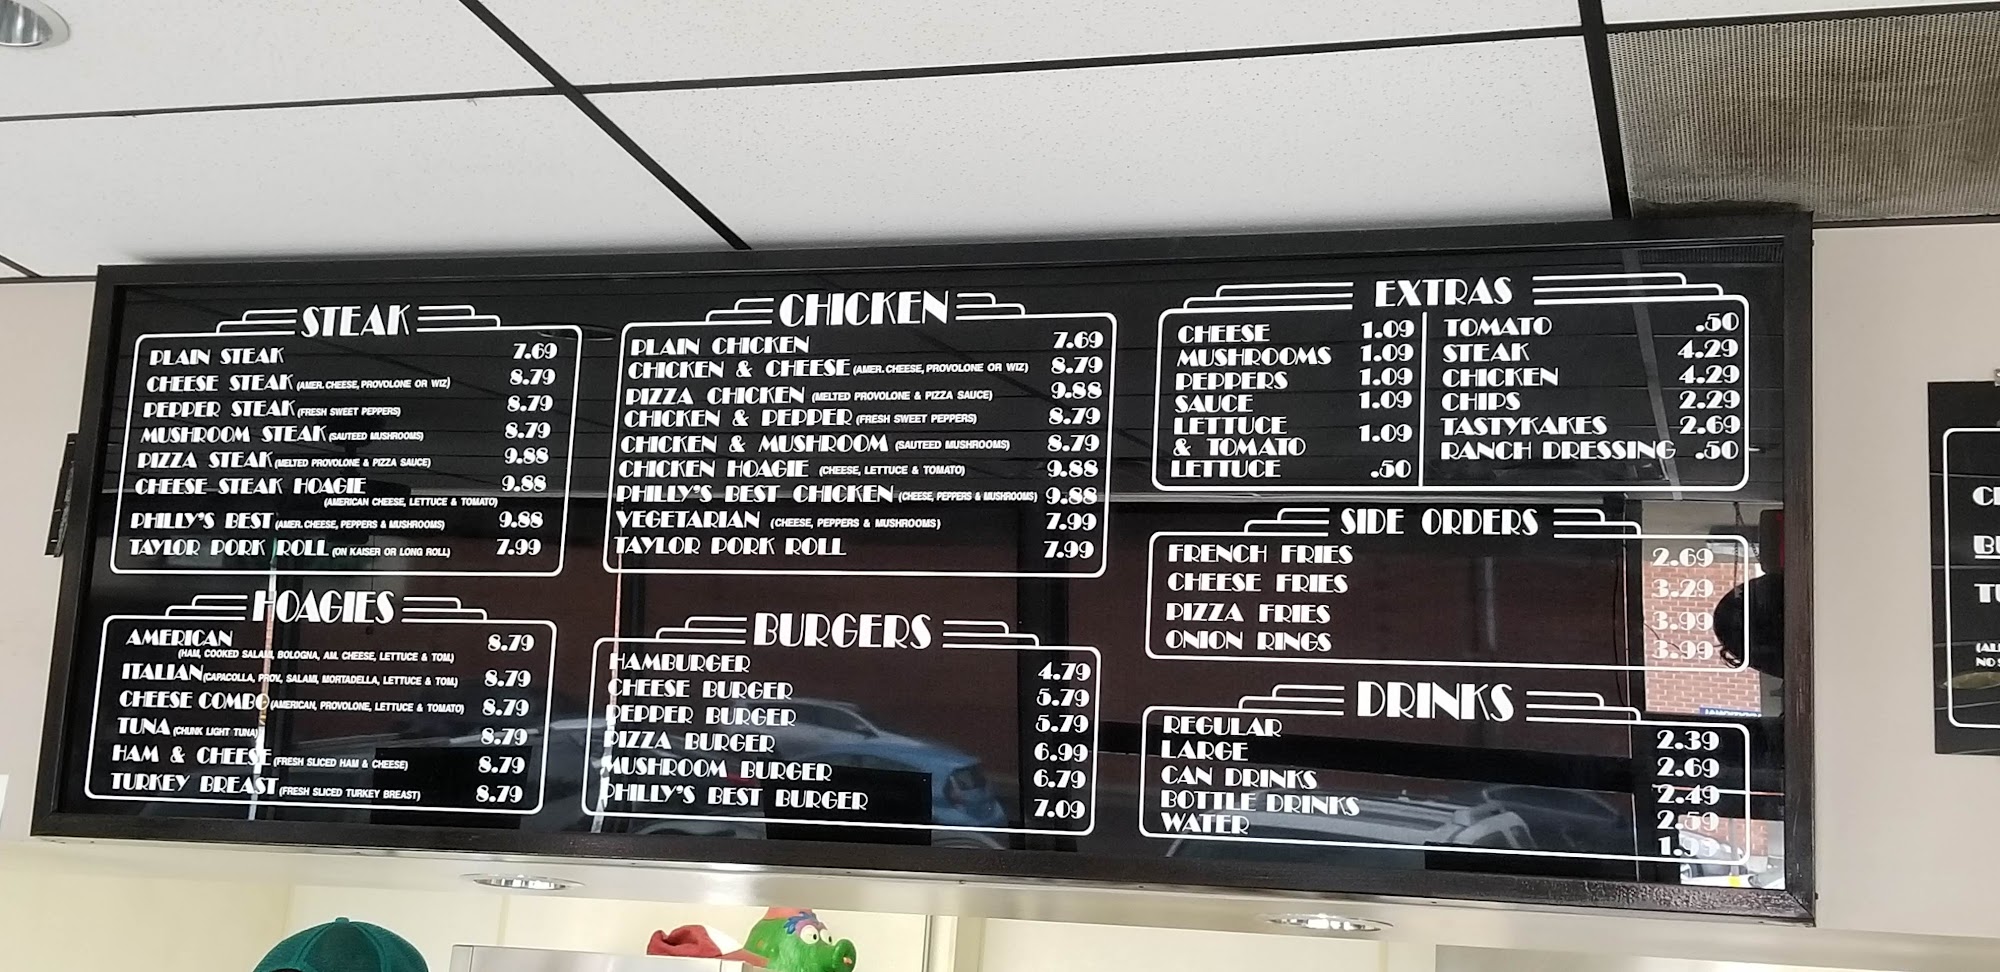 STEAK
PLAIN STEAK 7.69
CHEESE STEAK (AMER. CHEESE, PROVOLONE OR WIZ) 8.79
PEPPER STEAK (FRESH SWEET PEPPERS) 8.79
MUSHROOM STEAK (SAUTEED MUSHROOMS) 8.79
PIZZA STEAK (MELTED PROVOLONE & PIZZA SAUCE) 9.88
CHEESE STEAK HOAGIE 9.88
(AMERICAN CHEESE, LETTUCE & TOMATO)
PHILLY'S BEST (AMER. CHEESE, PEPPERS & MUSHROOMS) 9.88
TAYLOR PORK ROLL (ON KAISER OR LONG ROLL) 7.99
HOAGIES
AMERICAN 8.79
(HAM, COOKED SALAMI, BOLOGNA, AM. CHEESE, LETTUCE & TOM.)
ITALIAN (CAPACOLLA, PROV., SALAMI, MORTADELLA, LETTUCE & TOM.) 8.79
CHEESE COMBO (AMERICAN, PROVOLONE, LETTUCE & TOMATO) 8.79
TUNA (CHUNK LIGHT TUNA) 8.79
HAM & CHEESE (FRESH SLICED HAM & CHEESE) 8.79
TURKEY BREAST (FRESH SLICED TURKEY BREAST) 8.79
CHICKEN
PLAIN CHICKEN 7.69
CHICKEN & CHEESE (AMER. CHEESE, PROVOLONE OR WIZ) 8.79
PIZZA CHICKEN (MELTED PROVOLONE & PIZZA SAUCE) 9.88
CHICKEN & PEPPER (FRESH SWEET PEPPERS) 8.79
CHICKEN & MUSHROOM (SAUTEED MUSHROOMS) 8.79
CHICKEN HOAGIE (CHEESE, LETTUCE & TOMATO) 9.88
PHILLY'S BEST CHICKEN (CHEESE, PEPPERS & MUSHROOMS) 9.88
VEGETARIAN (CHEESE, PEPPERS & MUSHROOMS) 7.99
TAYLOR PORK ROLL 7.99
BURGERS
HAMBURGER 4.79
CHEESE BURGER 5.79
PEPPER BURGER 5.79
PIZZA BURGER 6.99
MUSHROOM BURGER 6.79
PHILLY'S BEST BURGER 7.09
EXTRAS
CHEESE 1.09
MUSHROOMS 1.09
PEPPERS 1.09
SAUCE 1.09
LETTUCE
& TOMATO 1.09
LETTUCE .50
TOMATO .50
STEAK 4.29
CHICKEN 4.29
CHIPS 2.29
TASTYKAKES 2.69
RANCH DRESSING .50
SIDE ORDERS
FRENCH FRIES 2.69
CHEESE FRIES 3.29
PIZZA FRIES 3.99
ONION RINGS 3.99
DRINKS
REGULAR 2.39
LARGE 2.69
CAN DRINKS 2.49
BOTTLE DRINKS 2.59
WATER 1.99